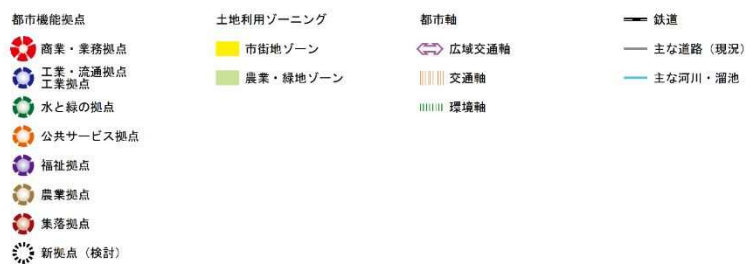 都市機能拠点
商業・業務拠点
工業・流通拠点
工業拠点
水と緑の拠点
公共サービス拠点
福祉拠点
農業拠点
集落拠点
新拠点（検討）
土地利用ゾーニング
市街地ゾーン
農業・緑地ゾーン
都市軸
広域交通軸
交通軸
環境軸
鉄道
主な道路（現況）
主な河川・溜池